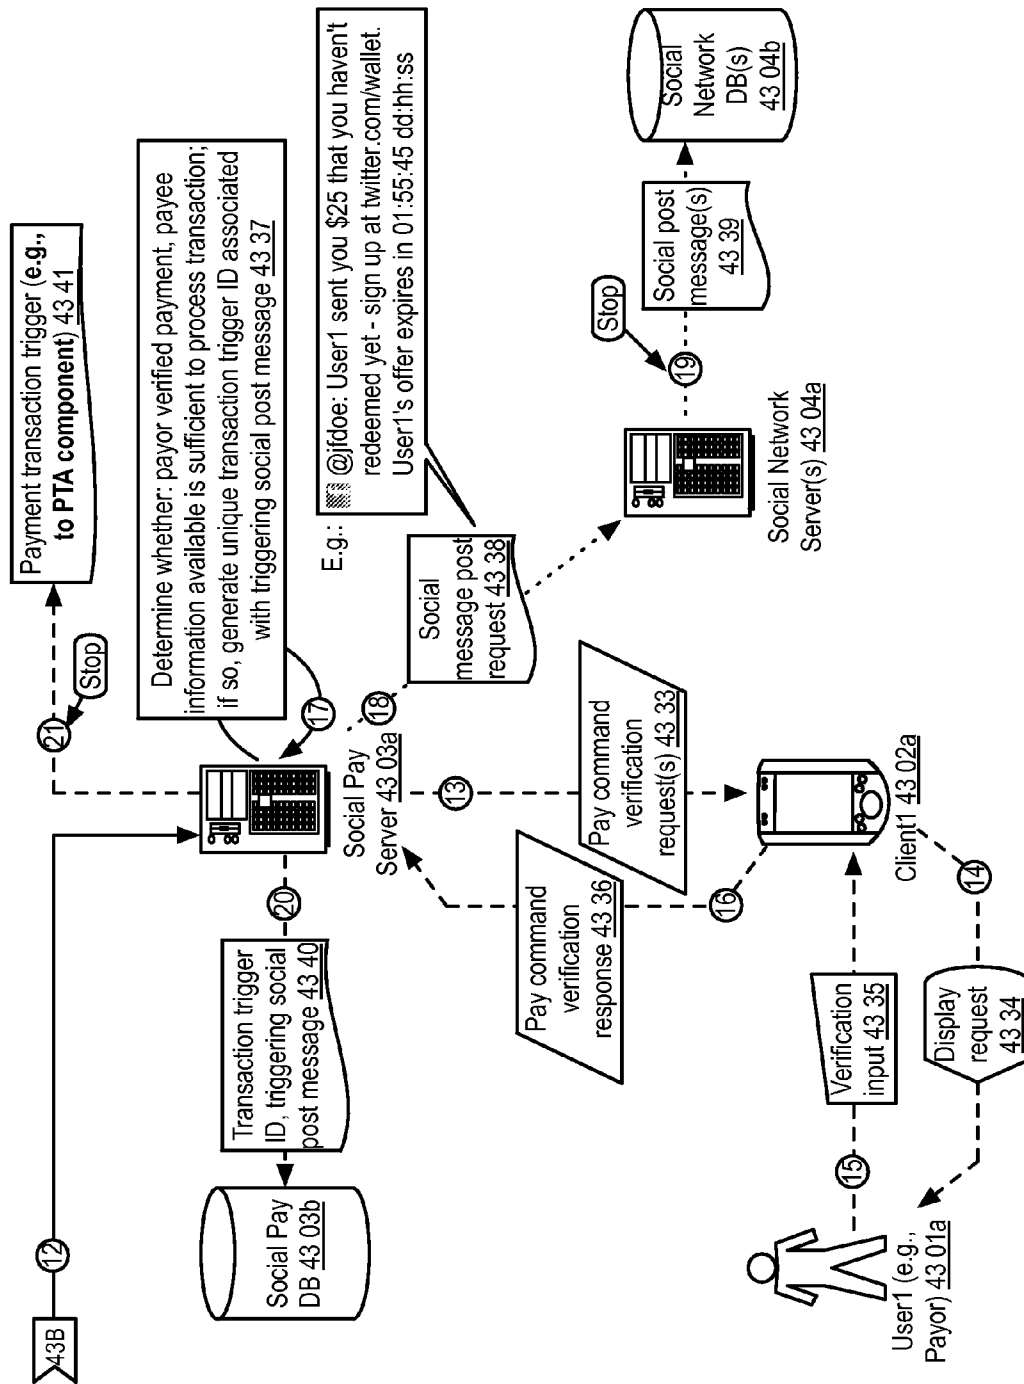 43B
12
Social Pay
DB 43 03b
Transaction trigger
ID, triggering social
post message 43 40
20
21
Stop
Payment transaction trigger (e.g.,
to PTA component) 43 41
Determine whether: payor verified payment, payee
information available is sufficient to process transaction;
if so, generate unique transaction trigger ID associated
with triggering social post message 43 37
17
Social Pay
Server 43 03a
18
Social
message post
request 43 38
E.g.:
@jfdoe: User1 sent you $25 that you haven't
redeemed yet - sign up at twitter.com/wallet.
User1's offer expires in 01:55:45 dd:hh:ss
13
Pay command
verification
request(s) 43 33
Pay command
verification
response 43 36
16
Client1 43 02a
14
Display
request
43 34
Verification
input 43 35
15
User1 (e.g.,
Payor) 43 01a
Social Network
Server(s) 43 04a
Stop
19
Social post
message(s)
43 39
Social
Network
DB(s)
43 04b